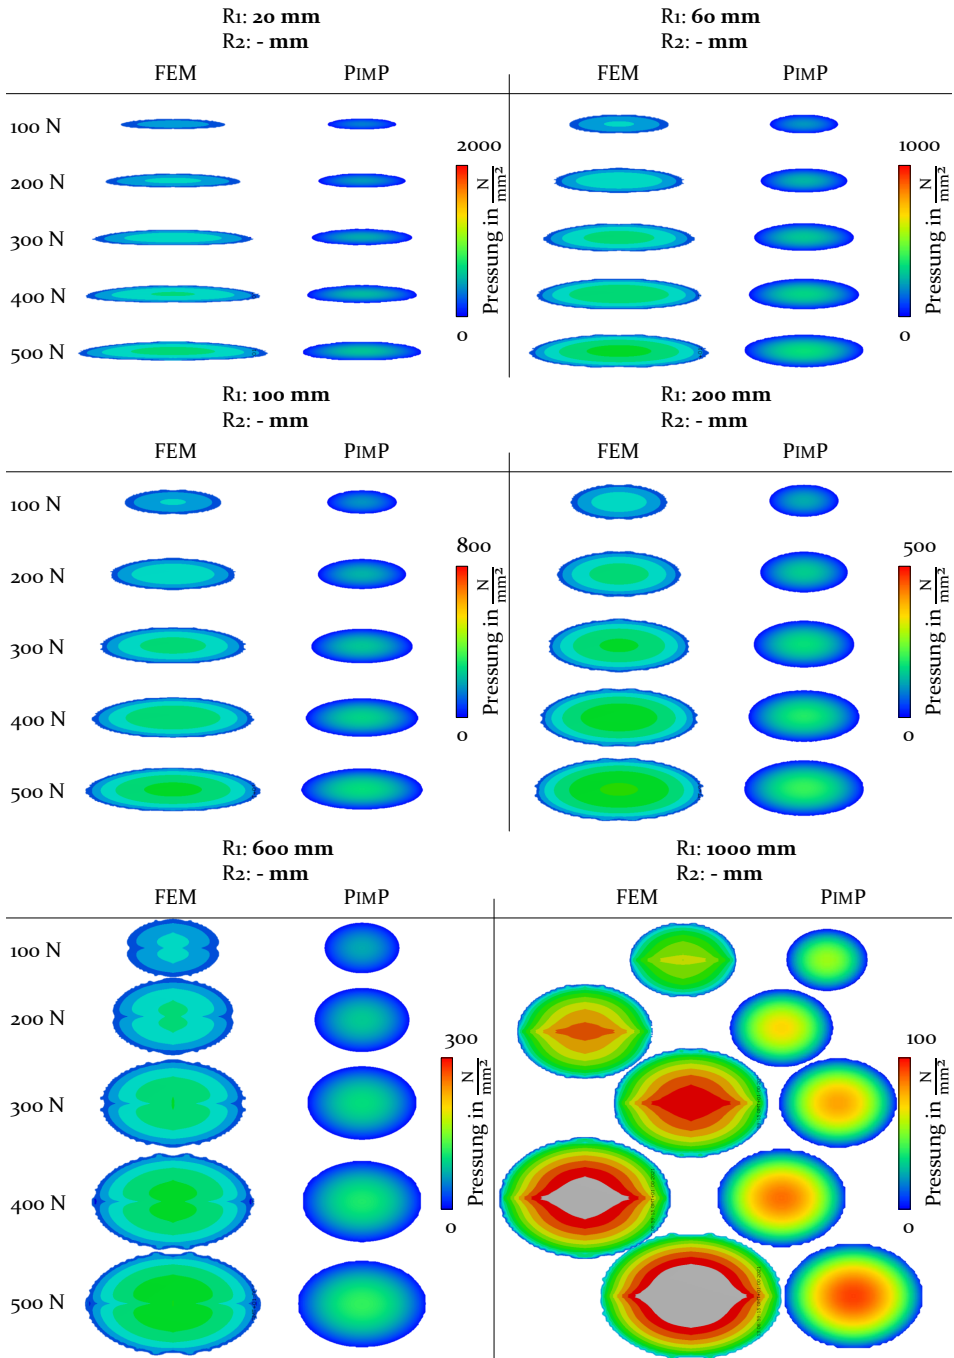 R1: 20 mm
R2: - mm
FEM PIMP
100 N
200 N
300 N
400 N
500 N
2000
Pressung in N/mm²
0
R1: 60 mm
R2: - mm
FEM PIMP
1000
Pressung in N/mm²
0
R1: 100 mm
R2: - mm
FEM PIMP
100 N
200 N
300 N
400 N
500 N
800
Pressung in N/mm²
0
R1: 200 mm
R2: - mm
FEM PIMP
500
Pressung in N/mm²
0
R1: 600 mm
R2: - mm
FEM PIMP
100 N
200 N
300 N
400 N
500 N
300
Pressung in N/mm²
0
R1: 1000 mm
R2: - mm
FEM PIMP
100
Pressung in N/mm²
0